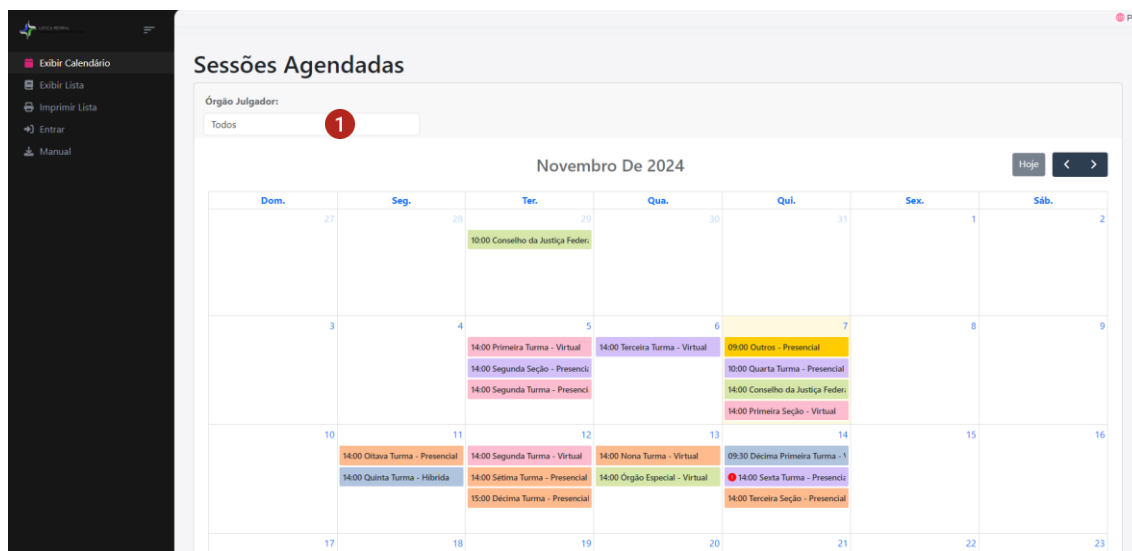 P
Exibir Calendário
Exibir Lista
Imprimir Lista
Entrar
Manual
Sessões Agendadas
Órgão Julgador:
Todos
1
Novembro De 2024
Hoje
Dom. Seg. Ter. Qua. Qui. Sex. Sáb.
27 28 29 30 31 1 2
10:00 Conselho da Justiça Feder
3 4 5 6 7 8 9
14:00 Primeira Turma - Virtual 14:00 Terceira Turma - Virtual 09:00 Outros - Presencial
14:00 Segunda Seção - Presenci 10:00 Quarta Turma - Presencial
14:00 Segunda Turma - Presenci 14:00 Conselho da Justiça Feder
14:00 Primeira Seção - Virtual
10 11 12 13 14 15 16
14:00 Oitava Turma - Presencial 14:00 Segunda Turma - Virtual 14:00 Nona Turma - Virtual 09:30 Décima Primeira Turma -
14:00 Quinta Turma - Híbrida 14:00 Sétima Turma - Presencial 14:00 Órgão Especial - Virtual 14:00 Sexta Turma - Presencia
15:00 Décima Turma - Presencial 14:00 Terceira Seção - Presencial
17 18 19 20 21 22 23